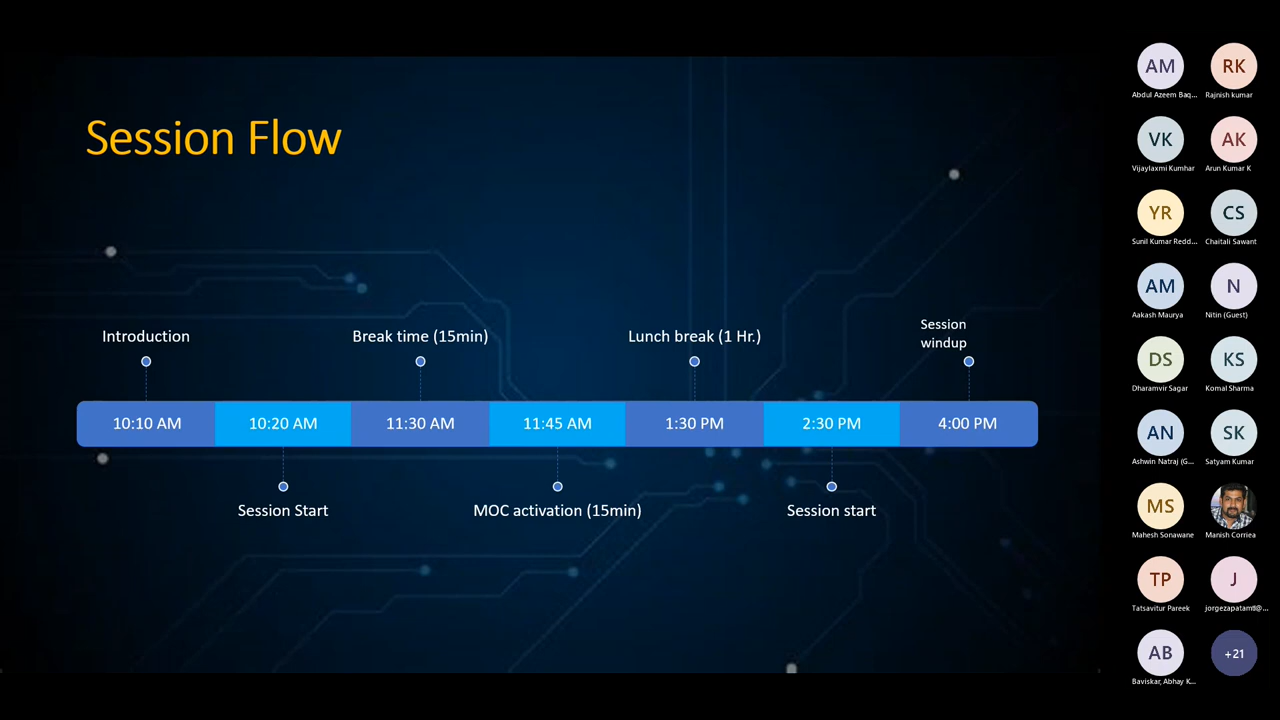 Session Flow
Introduction
Break time (15min)
Lunch break (1 Hr.)
Session
windup
10:10 AM
10:20 AM
11:30 AM
11:45 AM
1:30 PM
2:30 PM
4:00 PM
Session Start
MOC activation (15min)
Session start
AM
Abdul Azeem Baq...
RK
Rajnish kumar
VK
Vijaylaxmi Kumhar
AK
Arun Kumar K
YR
Sunil Kumar Redd...
CS
Chaitali Sawant
AM
Aakash Maurya
N
Nitin (Guest)
DS
Dharamvir Sagar
KS
Komal Sharma
AN
Ashwin Natraj (G...
SK
Satyam Kumar
MS
Mahesh Sonawane
Manish Corriea
TP
Tatsavitur Pareek
J
AB
Baviskar, Abhay K...
+21